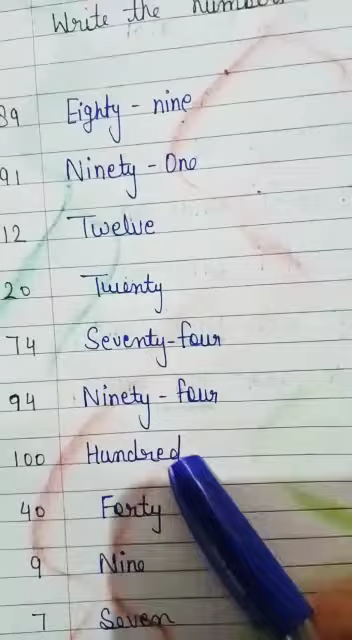 Write the number
89 Eighty - nine
91 Ninety - One
12 Twelve
20 Twenty
74 Seventy-four
94 Ninety - four
100 Hundred
40 Forty
9 Nine
7 Seven